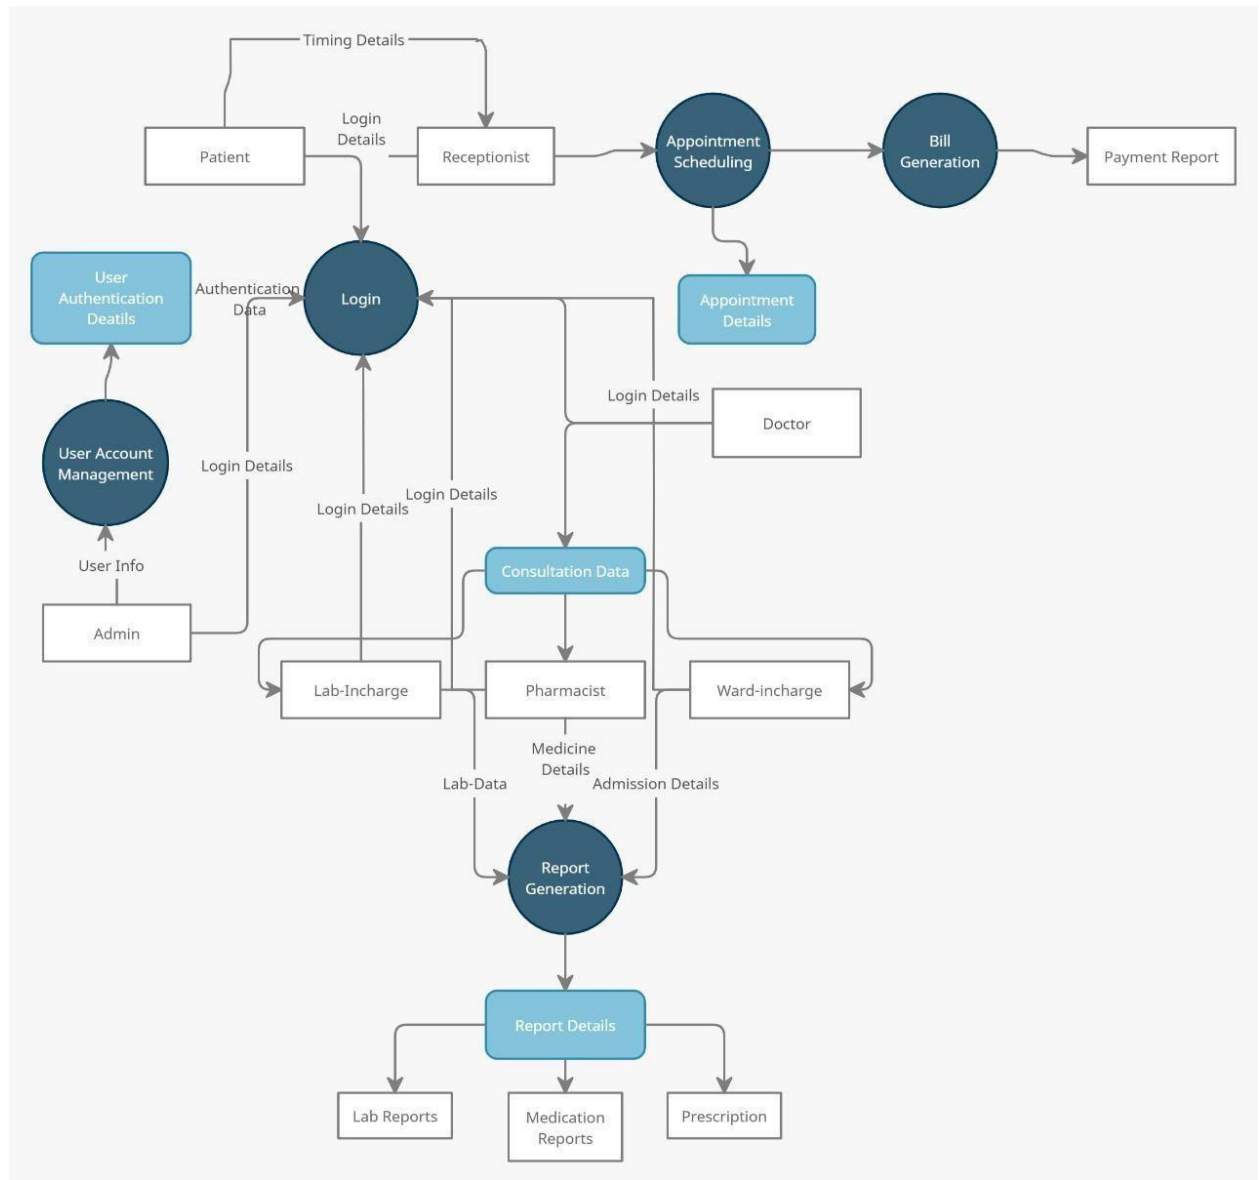 Timing Details
Login
Details
Patient
Receptionist
Appointment
Scheduling
Bill
Generation
Payment Report
User
Authentication
Deatils
Authentication
Data
Login
Appointment
Details
Login Details
Doctor
User Account
Management
Login Details
Login Details
Login Details
User Info
Consultation Data
Admin
Lab-Incharge
Pharmacist
Ward-incharge
Medicine
Details
Lab-Data
Admission Details
Report
Generation
Report Details
Lab Reports
Medication
Reports
Prescription